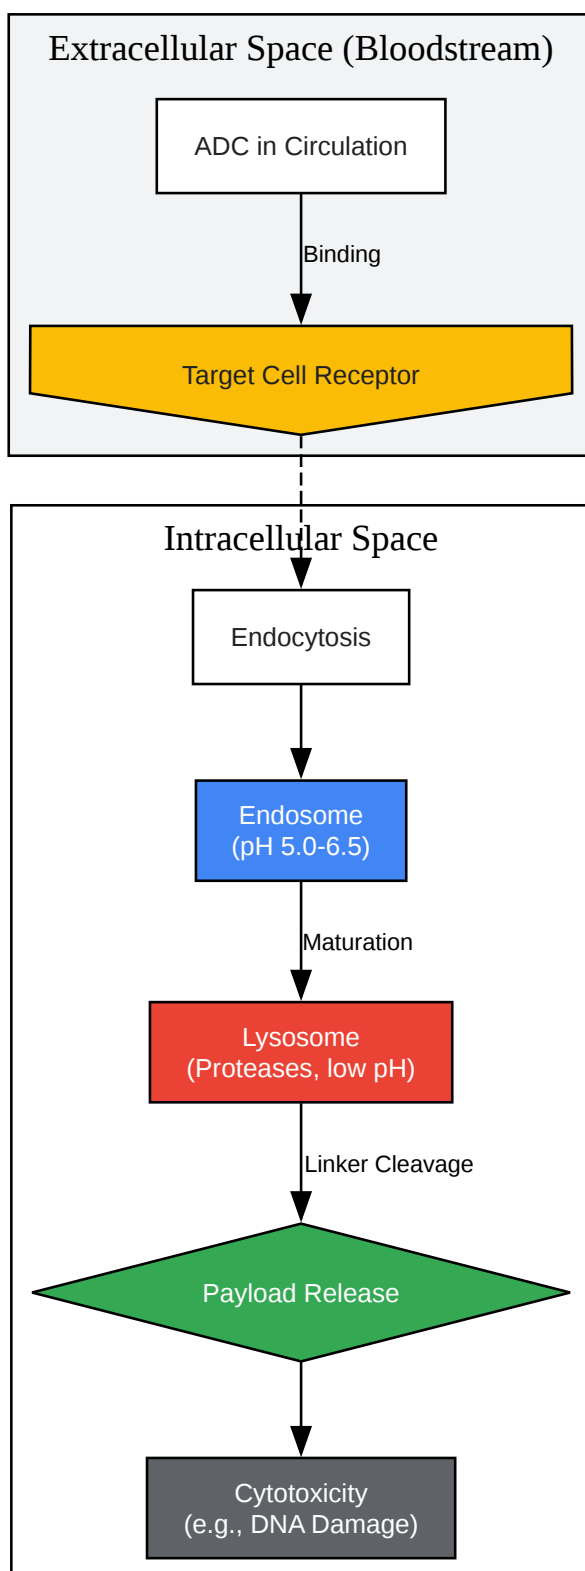 Extracellular Space (Bloodstream)
ADC in Circulation
Binding
Target Cell Receptor
Intracellular Space
Endocytosis
Endosome
(pH 5.0-6.5)
Maturation
Lysosome
(Proteases, low pH)
Linker Cleavage
Payload Release
Cytotoxicity
(e.g., DNA Damage)